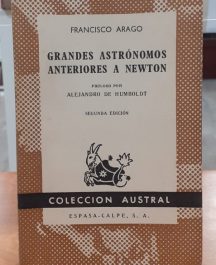 FRANCISCO ARAGO
GRANDES ASTRÓNOMOS
ANTERIORES A NEWTON
PRÓLOGO POR
ALEJANDRO DE HUMBOLDT
SEGUNDA EDICIÓN
COLECCION AUSTRAL
ESPASA-CALPE, S. A.